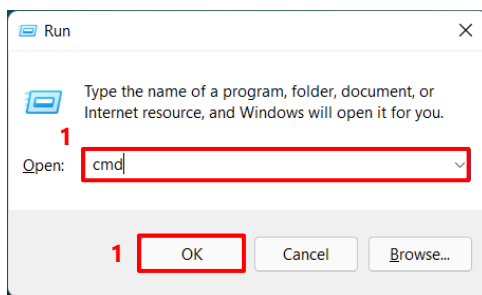 Run
Type the name of a program, folder, document, or
Internet resource, and Windows will open it for you.
1
Open: cmd
1 OK Cancel Browse...